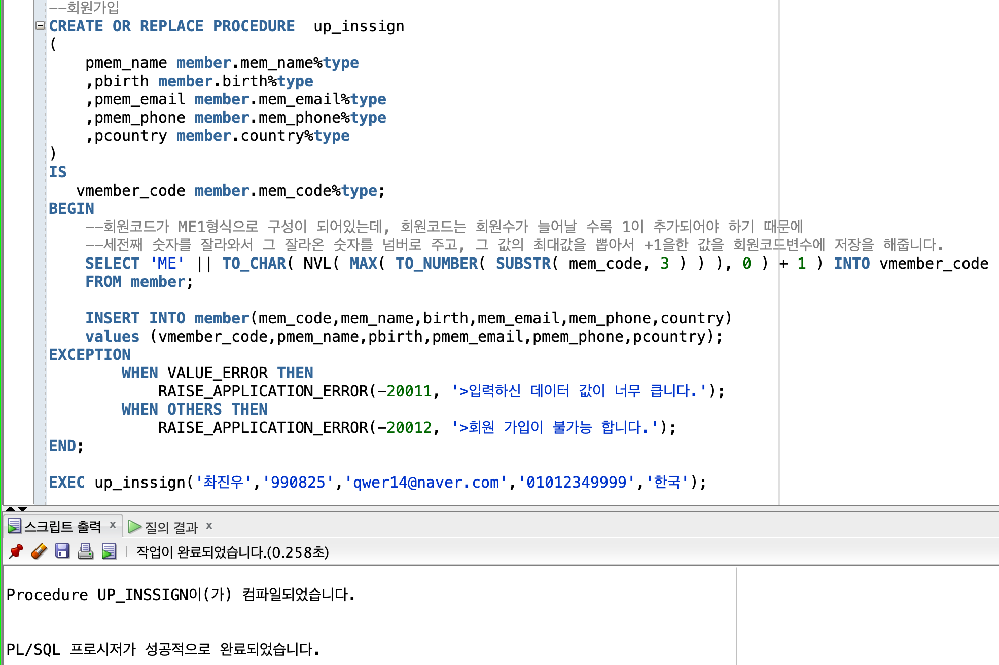 --회원가입
CREATE OR REPLACE PROCEDURE  up_inssign
(
    pmem_name member.mem_name%type
    ,pbirth member.birth%type
    ,pmem_email member.mem_email%type
    ,pmem_phone member.mem_phone%type
    ,pcountry member.country%type
)
IS
   vmember_code member.mem_code%type;
BEGIN
    --회원코드가 ME1형식으로 구성이 되어있는데, 회원코드는 회원수가 늘어날 수록 1이 추가되어야 하기 때문에
    --세전째 숫자를 잘라와서 그 잘라온 숫자를 넘버로 주고, 그 값의 최대값을 뽑아서 +1을한 값을 회원코드변수에 저장을 해줍니다.
    SELECT 'ME' || TO_CHAR( NVL( MAX( TO_NUMBER( SUBSTR( mem_code, 3 ) ) ), 0 ) + 1 ) INTO vmember_code
    FROM member;
    INSERT INTO member(mem_code,mem_name,birth,mem_email,mem_phone,country)
    values (vmember_code,pmem_name,pbirth,pmem_email,pmem_phone,pcountry);
EXCEPTION
        WHEN VALUE_ERROR THEN
            RAISE_APPLICATION_ERROR(-20011, '>입력하신 데이터 값이 너무 큽니다.');
        WHEN OTHERS THEN
            RAISE_APPLICATION_ERROR(-20012, '>회원 가입이 불가능 합니다.');
END;
EXEC up_inssign('촤진우','990825','qwer14@naver.com','01012349999','한국');
스크립트 출력 x 질의 결과 x
작업이 완료되었습니다.(0.258초)
Procedure UP_INSSIGN이(가) 컴파일되었습니다.
PL/SQL 프로시저가 성공적으로 완료되었습니다.